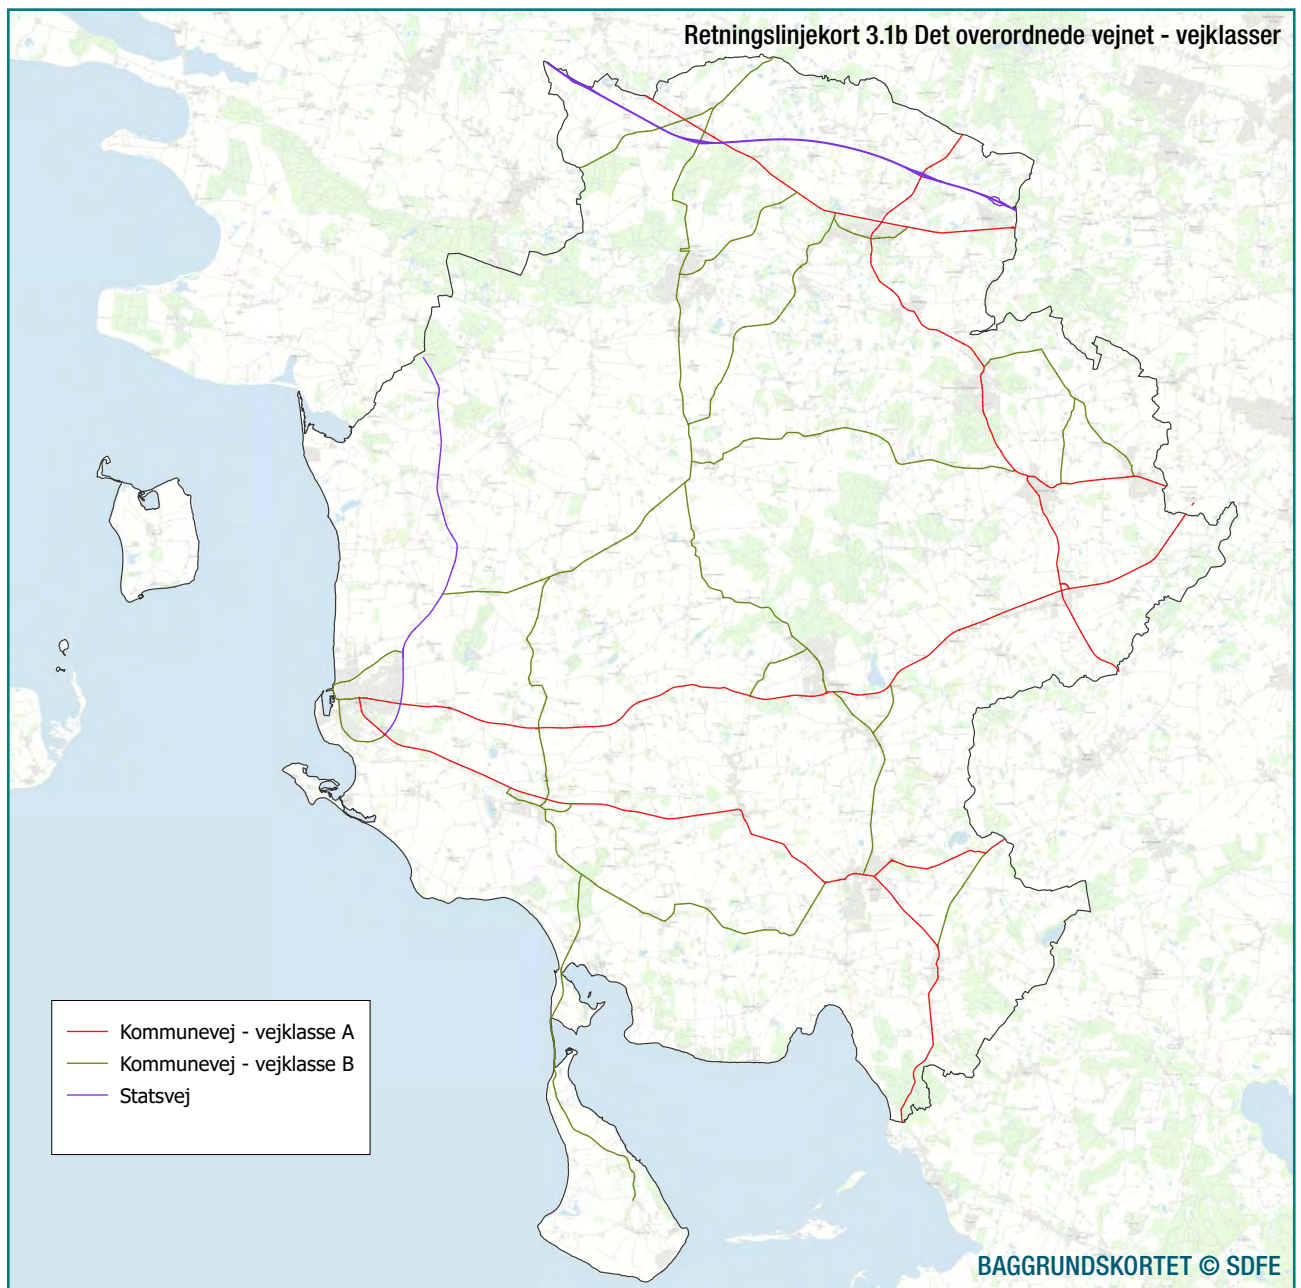 Retningslinjekort 3.1b Det overordnede vejnet - vejklasser
Kommunevej - vejklasse A
Kommunevej - vejklasse B
Statsvej
BAGGRUNDSKORTET © SDFE